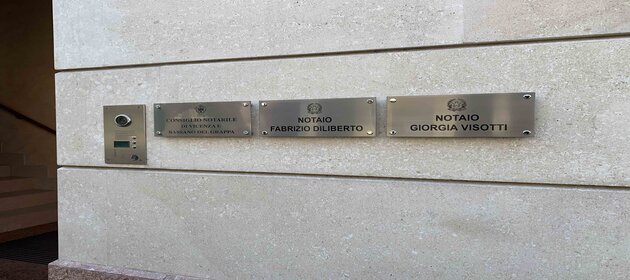 CONSIGLIO NOTARILE
DI VICENZA E
BASSANO DEL GRAPPA
NOTAIO
FABRIZIO DILIBERTO
NOTAIO
GIORGIA VISOTTI